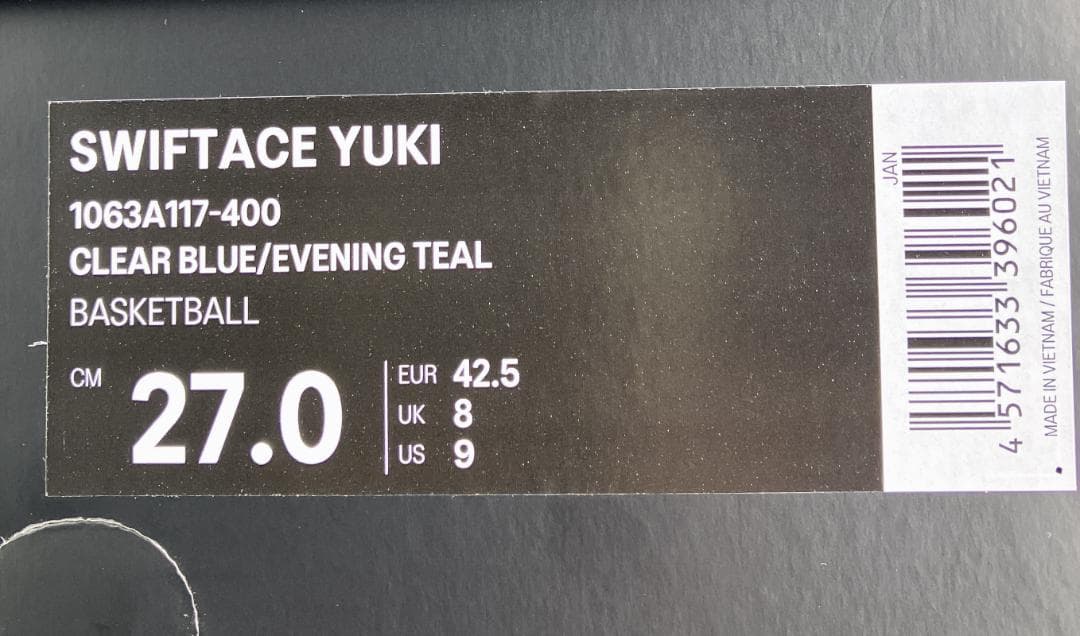 SWIFTACE YUKI
1063A117-400
CLEAR BLUE/EVENING TEAL
BASKETBALL
CM 27.0
EUR 42.5
UK 8
US 9
JAN
4 571633 396021
MADE IN VIETNAM / FABRIQUE AU VIETNAM